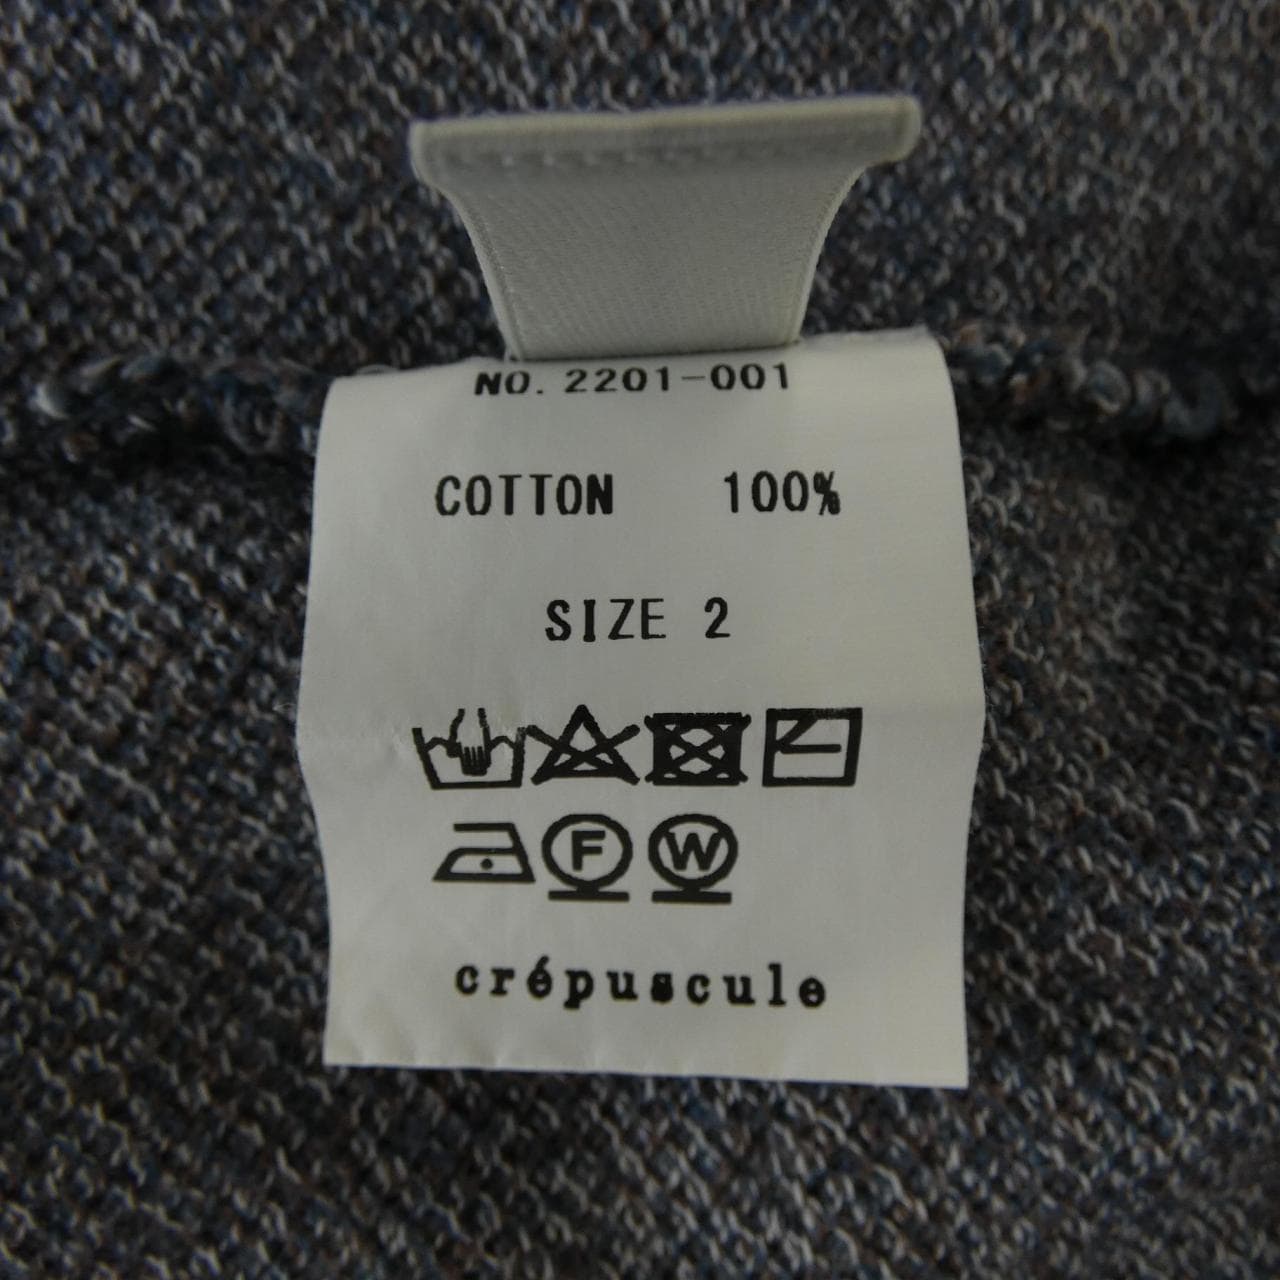 NO. 2201-001
COTTON 100%
SIZE 2
F W
crépuscule